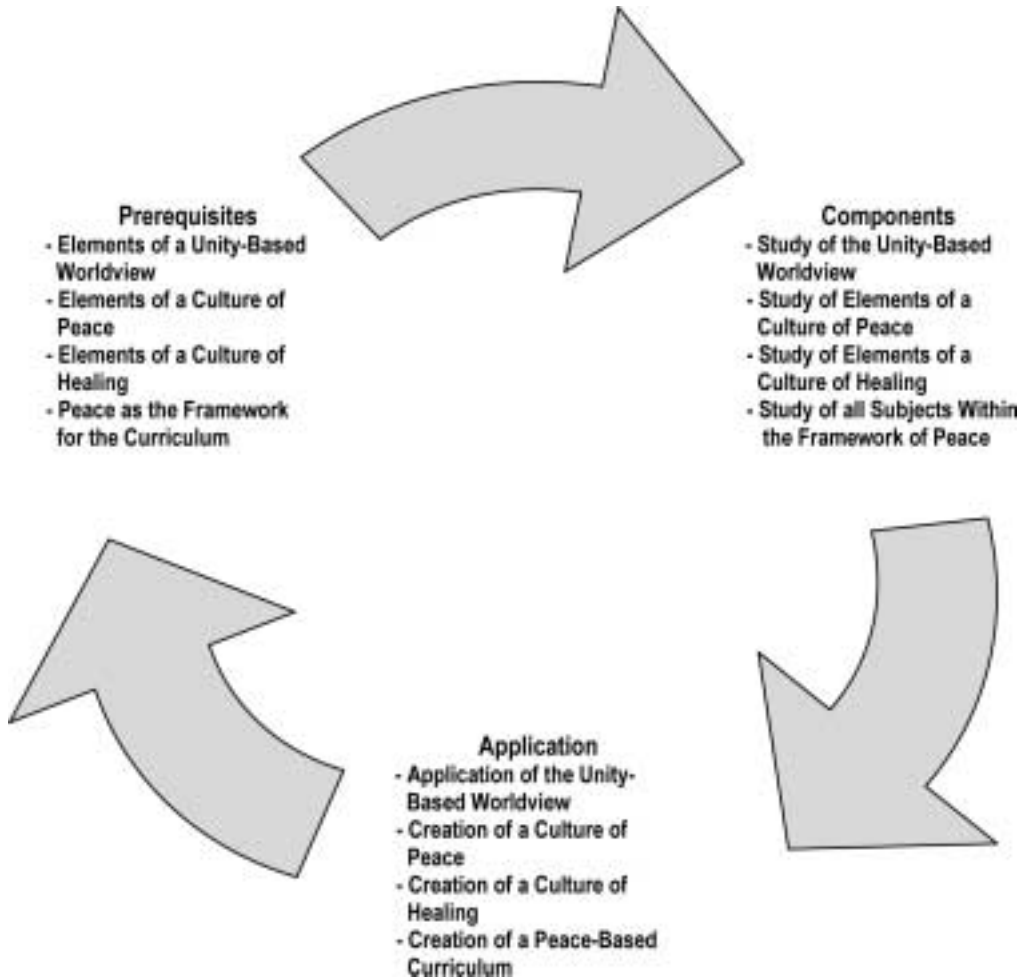 Prerequisites
- Elements of a Unity-Based
Worldview
- Elements of a Culture of
Peace
- Elements of a Culture of
Healing
- Peace as the Framework
for the Curriculum
Components
- Study of the Unity-Based
Worldview
- Study of Elements of a
Culture of Peace
- Study of Elements of a
Culture of Healing
- Study of all Subjects Within
the Framework of Peace
Application
- Application of the Unity-
Based Worldview
- Creation of a Culture of
Peace
- Creation of a Culture of
Healing
- Creation of a Peace-Based
Curriculum